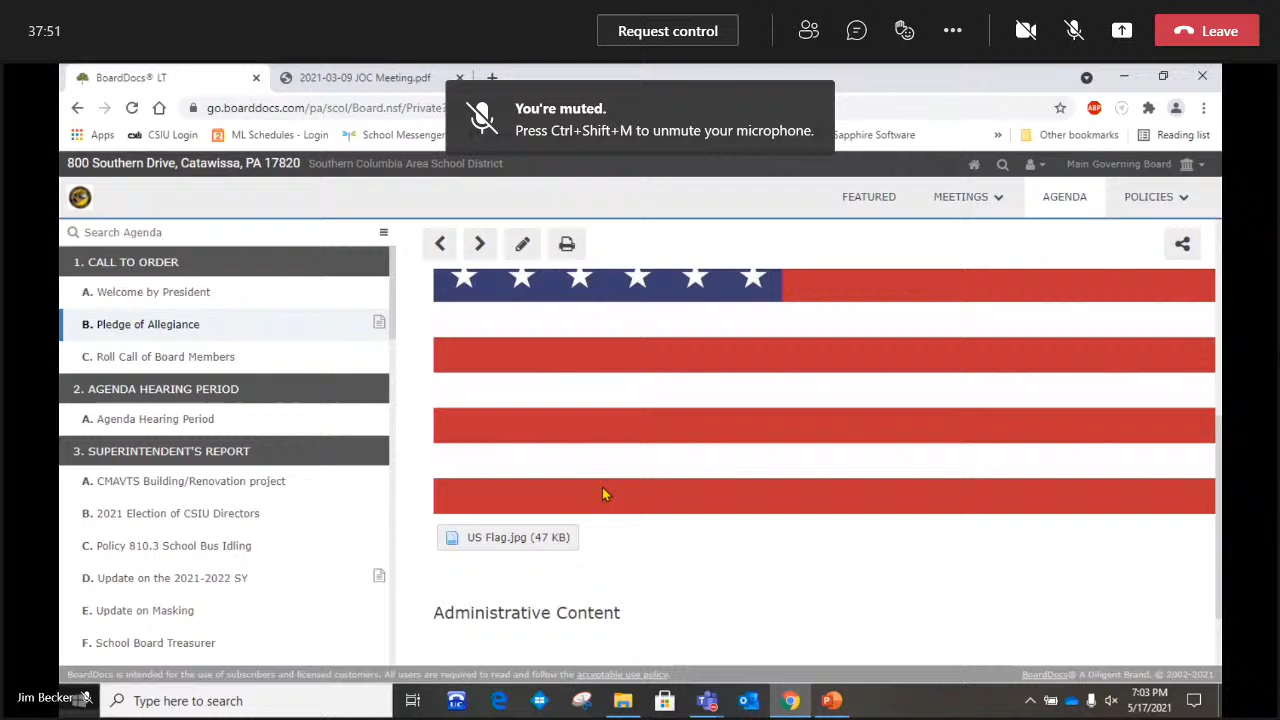 37:51
Request control
Leave
BoardDocs® LT
2021-03-09 JOC Meeting.pdf
You're muted.
Press Ctrl+Shift+M to unmute your microphone.
go.boarddocs.com/pa/scol/Board.nsf/Private?
Apps
CSIU Login
ML Schedules - Login
School Messenger
Sapphire Software
»
Other bookmarks
Reading list
800 Southern Drive, Catawissa, PA 17820
Southern Columbia Area School District
Main Governing Board
FEATURED
MEETINGS
AGENDA
POLICIES
Search Agenda
1. CALL TO ORDER
A. Welcome by President
B. Pledge of Allegiance
C. Roll Call of Board Members
2. AGENDA HEARING PERIOD
A. Agenda Hearing Period
3. SUPERINTENDENT'S REPORT
A. CMAVTS Building/Renovation project
B. 2021 Election of CSIU Directors
C. Policy 810.3 School Bus Idling
D. Update on the 2021-2022 SY
E. Update on Masking
F. School Board Treasurer
US Flag.jpg (47 KB)
Administrative Content
BoardDocs is intended for the use of subscribers and licensed customers. All users are required to read and follow the acceptable use policy.
BoardDocs® A Diligent Brand. © 2002-2021
Jim Becker
Type here to search
7:03 PM
5/17/2021